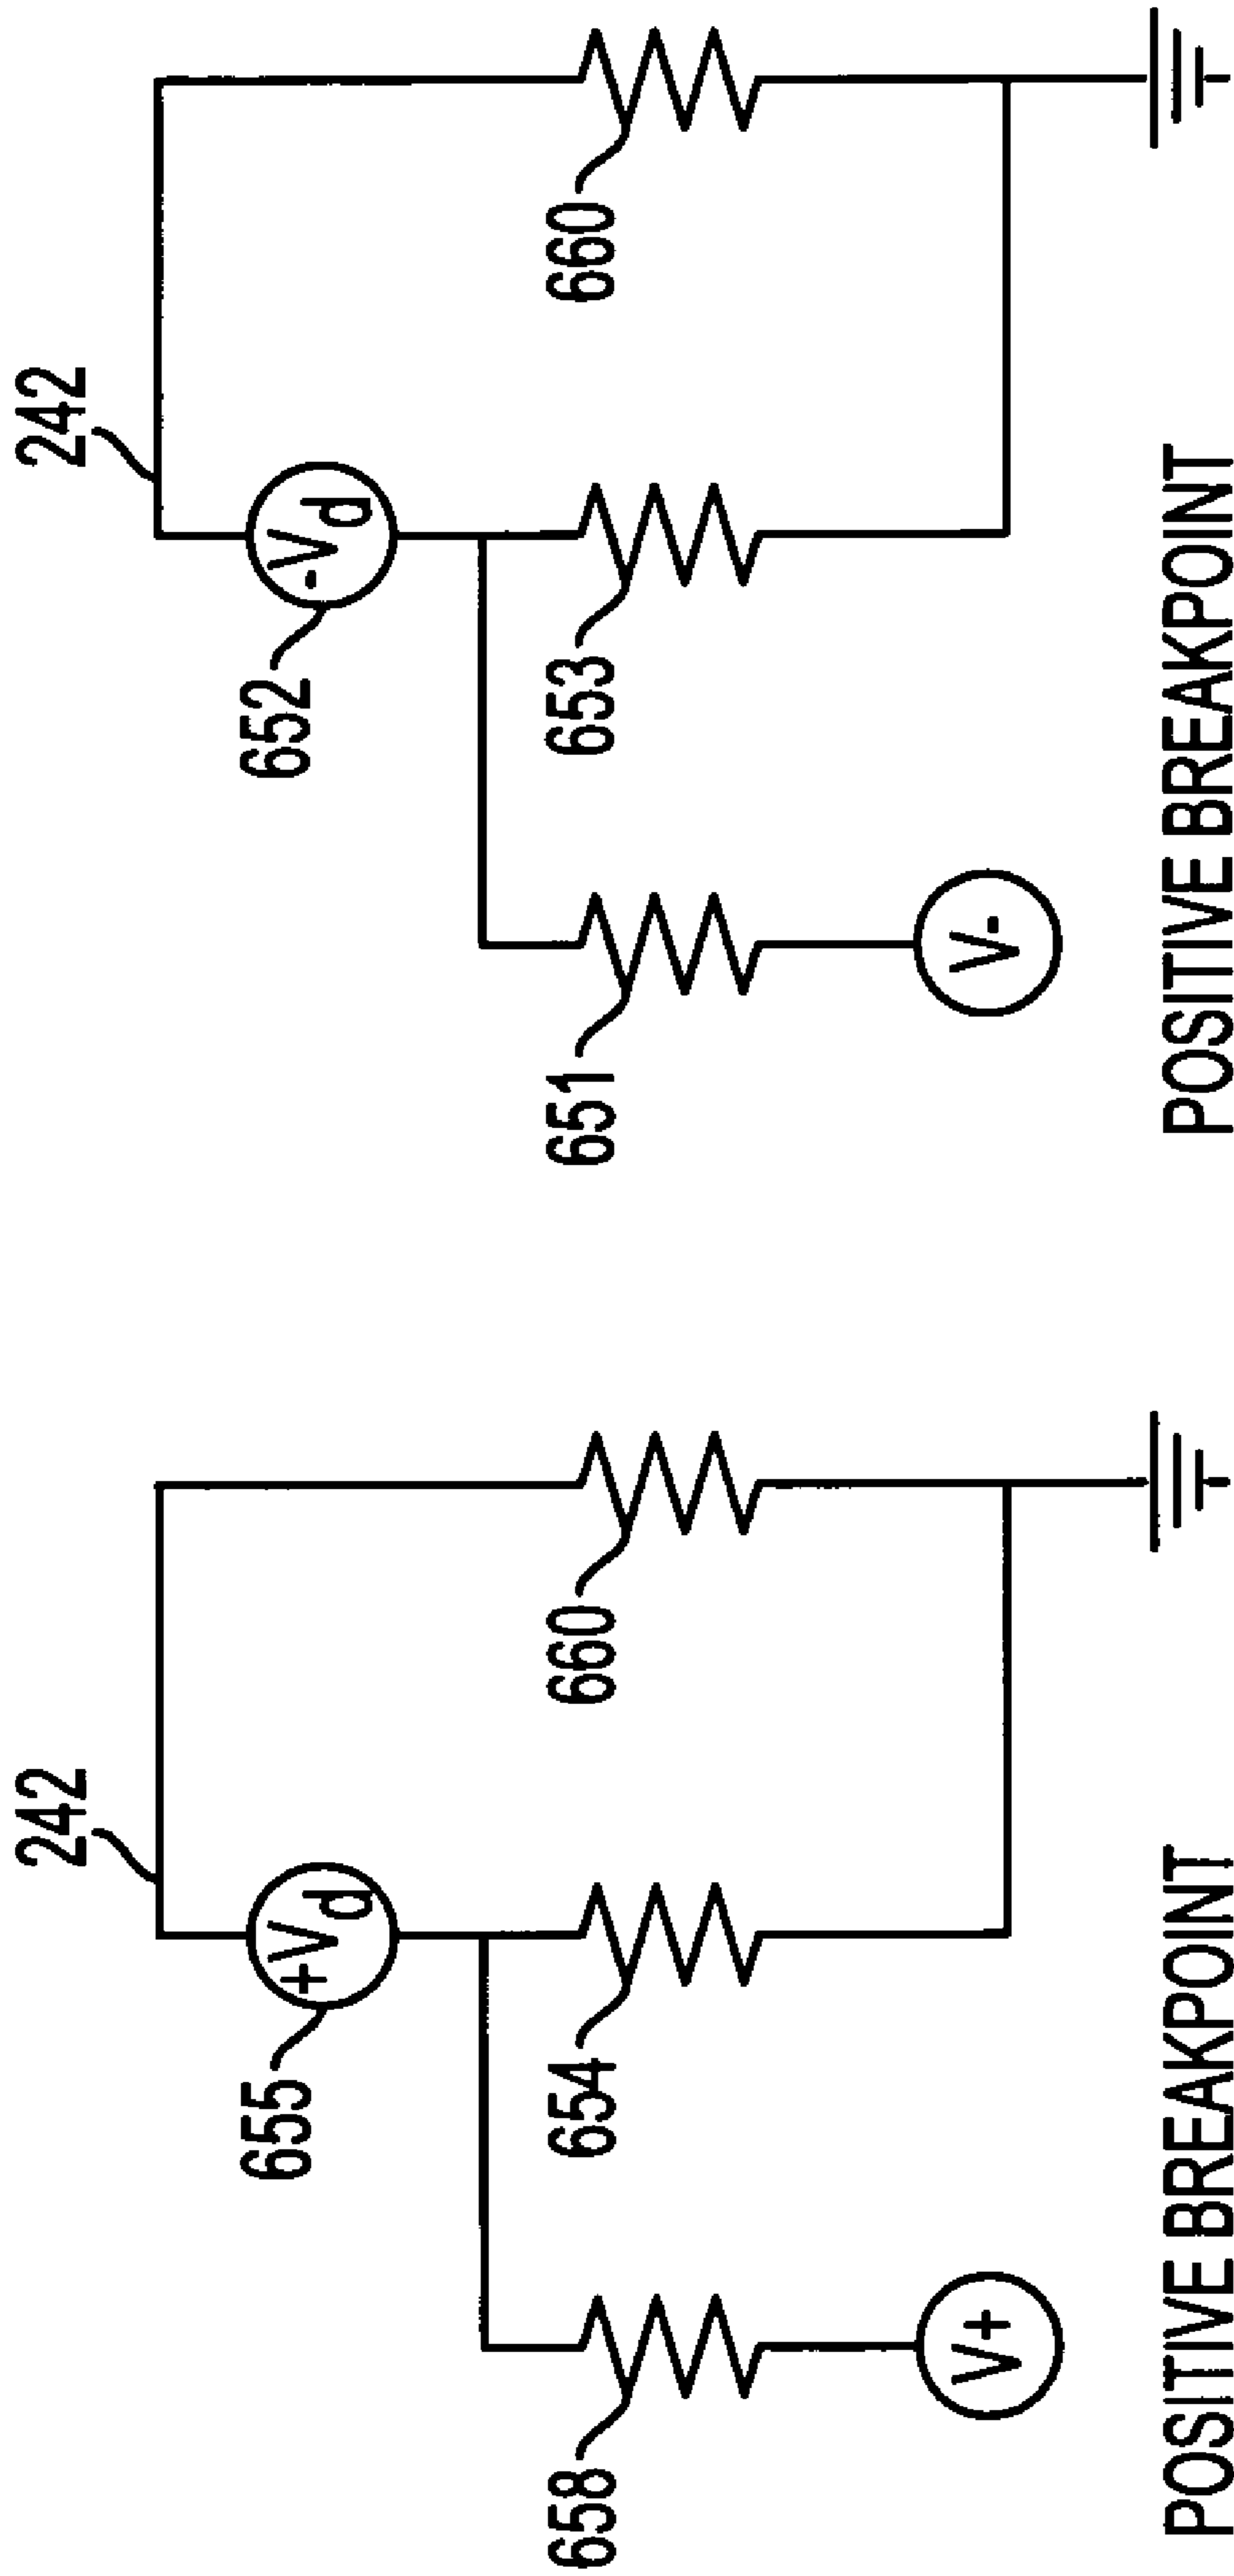 242
655
+Vd
658
654
660
V+
POSITIVE BREAKPOINT
242
652
-Vd
651
653
660
V-
POSITIVE BREAKPOINT